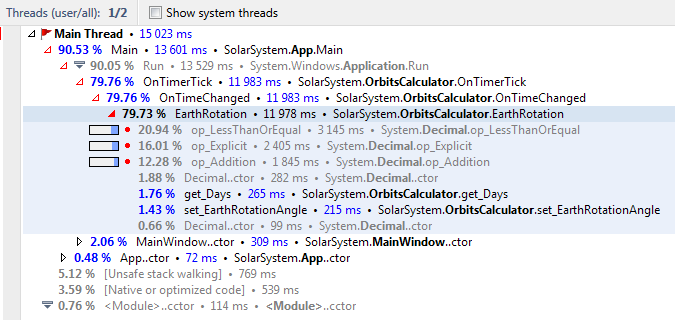 Threads (user/all): 1/2 Show system threads
Main Thread • 15 023 ms
90.53 % Main • 13 601 ms • SolarSystem.App.Main
90.05 % Run • 13 529 ms • System.Windows.Application.Run
79.76 % OnTimerTick • 11 983 ms • SolarSystem.OrbitsCalculator.OnTimerTick
79.76 % OnTimeChanged • 11 983 ms • SolarSystem.OrbitsCalculator.OnTimeChanged
79.73 % EarthRotation • 11 978 ms • SolarSystem.OrbitsCalculator.EarthRotation
20.94 % op_LessThanOrEqual • 3 145 ms • System.Decimal.op_LessThanOrEqual
16.01 % op_Explicit • 2 405 ms • System.Decimal.op_Explicit
12.28 % op_Addition • 1 845 ms • System.Decimal.op_Addition
1.88 % Decimal..ctor • 282 ms • System.Decimal..ctor
1.76 % get_Days • 265 ms • SolarSystem.OrbitsCalculator.get_Days
1.43 % set_EarthRotationAngle • 215 ms • SolarSystem.OrbitsCalculator.set_EarthRotationAngle
0.66 % Decimal..ctor • 99 ms • System.Decimal..ctor
2.06 % MainWindow..ctor • 309 ms • SolarSystem.MainWindow..ctor
0.48 % App..ctor • 72 ms • SolarSystem.App..ctor
5.12 % [Unsafe stack walking] • 769 ms
3.59 % [Native or optimized code] • 539 ms
0.76 % <Module>..cctor • 114 ms • <Module>..cctor